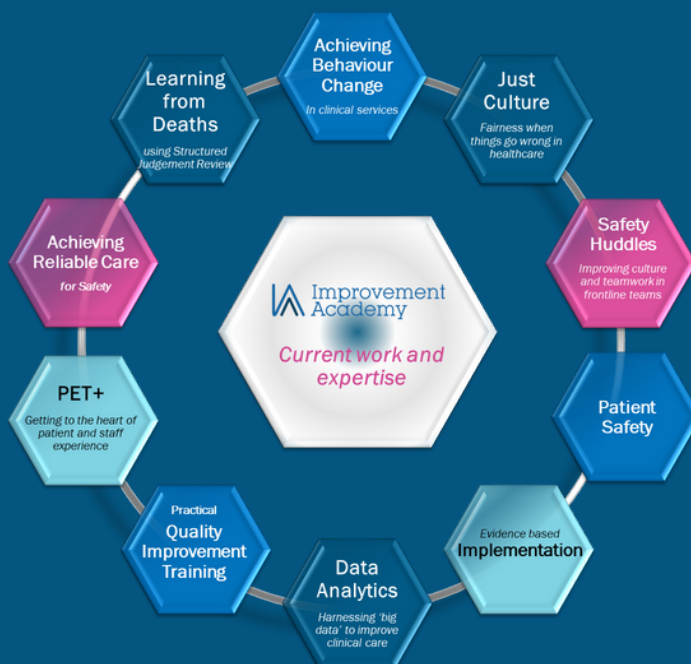 Achieving
Behaviour
Change
In clinical services
Just
Culture
Fairness when
things go wrong in
healthcare
Safety
Huddles
Improving culture
and teamwork in
frontline teams
Patient
Safety
Evidence based
Implementation
Data
Analytics
Harnessing 'big
data' to improve
clinical care
Practical
Quality
Improvement
Training
PET+
Getting to the heart of
patient and staff
experience
Achieving
Reliable Care
for Safety
Learning
from
Deaths
using Structured
Judgement Review
IA Improvement
Academy
Current work and
expertise